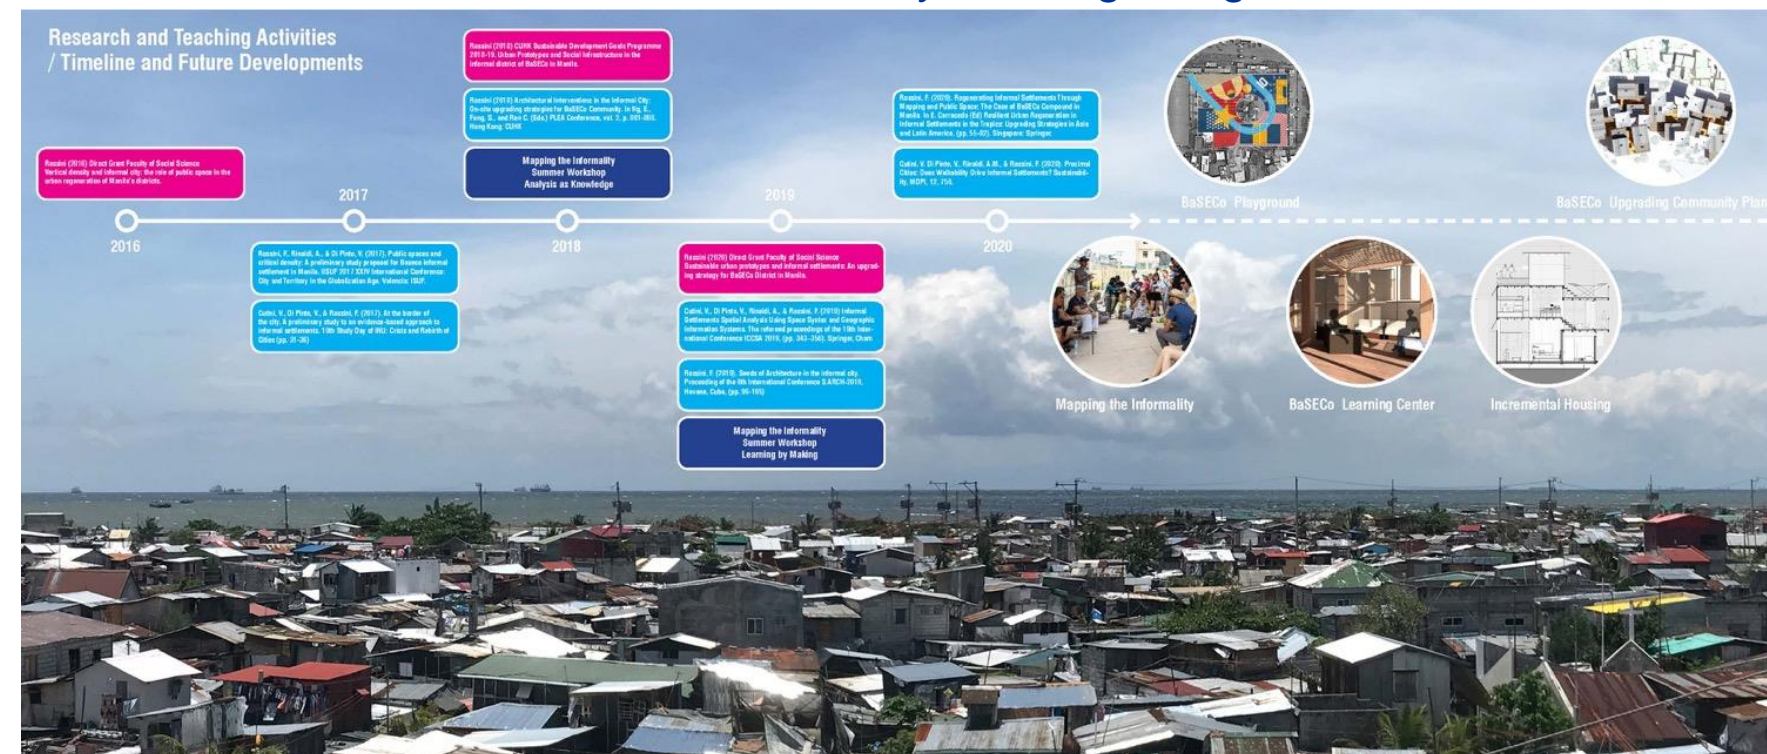 Research and Teaching Activities
/ Timeline and Future Developments
Rossini (2016) Direct Grant Faculty of Social Science
Vertical density and informal city: the role of public space in the
urban regeneration of Manila's districts.
2016
2017
Rossini, F., Rinaldi, A., & Di Pinto, V. (2017). Public spaces and
critical density: A preliminary study proposal for Baseco informal
settlement in Manila. IISUF 2017 XXIV International Conference:
City and Territory in the Globalization Age. Valencia: ISUF.
Cutini, V., Di Pinto, V., & Rossini, F. (2017). At the border of
the city. A preliminary study to an evidence-based approach to
informal settlements. 10th Study Day of INU: Crisis and Rebirth of
Cities (pp. 31-36)
Rossini (2018) CUHK Sustainable Development Goals Programme
2018-19. Urban Prototypes and Social Infrastructure in the
informal district of BaSECo in Manila.
Rossini (2018) Architectural Interventions in the Informal City:
On-site upgrading strategies for BaSECo Community. In Ng, E.,
Fong, S., and Ren C. (Eds.) PLEA Conference, vol. 2, p.
Hong Kong: CUHK
Mapping the Informality
Summer Workshop
Analysis as Knowledge
2018
2019
Rossini (2020) Direct Grant Faculty of Social Science
Sustainable urban prototypes and informal settlements: An upgrad-
ing strategy for BaSECo District in Manila.
Cutini, V., Di Pinto, V., Rinaldi, A., & Rossini, F. (2019) Informal
Settlements Spatial Analysis Using Space Syntax and Geographic
Information Systems. The refereed proceedings of the 19th Inter-
national Conference ICCSA 2019, (pp. 343-356). Springer, Cham
Rossini, F. (2019). Seeds of Architecture in the informal city.
Proceeding of the 6th International Conference S.ARCH-2019,
Havana, Cuba, (pp.
Mapping the Informality
Summer Workshop
Learning by Making
Rossini, F. (2020). Regenerating Informal Settlements Through
Mapping and Public Space: The Case of BaSECo Compound in
Manila. In E. Carracedo (Ed) Resilient Urban Regeneration in
Informal Settlements in the Tropics: Upgrading Strategies in Asia
and Latin America, (pp. 55-82). Singapore: Springer.
Cutini, V. Di Pinto, V., Rinaldi, A.M., & Rossini, F. (2020). Proximal
Cities: Does Walkability Drive Informal Settlements? Sustainabil-
ity, MDPI, 12, 756.
2020
BaSECo Playground
BaSECo Upgrading Community Plan
Mapping the Informality
BaSECo Learning Center
Incremental Housing